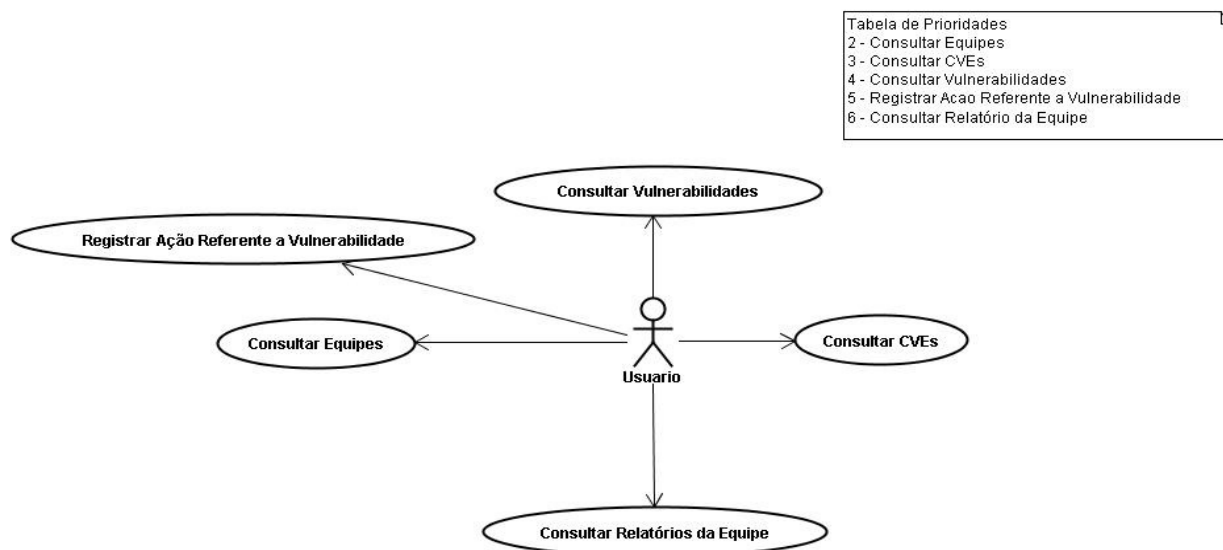 Tabela de Prioridades
2 - Consultar Equipes
3 - Consultar CVEs
4 - Consultar Vulnerabilidades
5 - Registrar Acao Referente a Vulnerabilidade
6 - Consultar Relatório da Equipe
Consultar Vulnerabilidades
Registrar Ação Referente a Vulnerabilidade
Consultar Equipes
Consultar CVEs
Usuario
Consultar Relatórios da Equipe